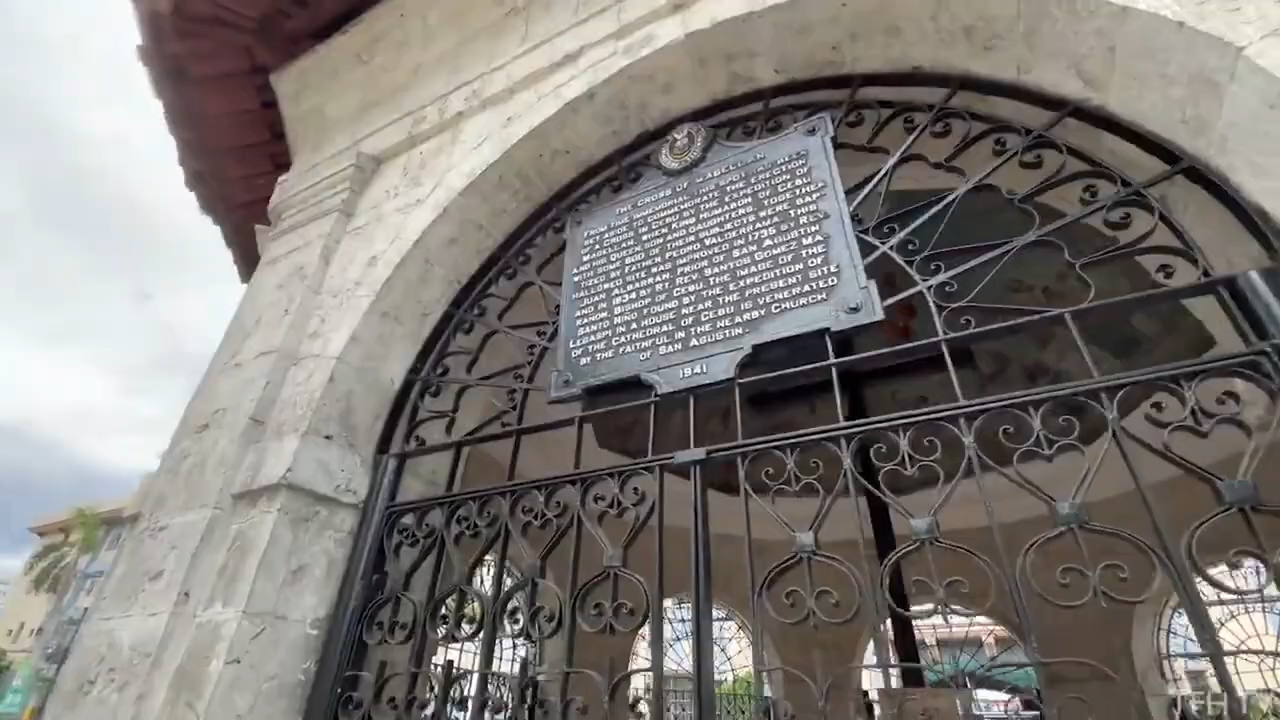 THE CROSS OF MAGELLAN
FROM TIME IMMEMORIAL THIS SPOT HAS BEEN
SET ASIDE TO COMMEMORATE THE ERECTION
OF A CROSS IN CEBU BY THE EXPEDITION OF
MAGELLAN, WHEN KING HUMABON OF CEBU
AND HIS QUEEN, SON AND DAUGHTERS, TOGETHER
WITH SOME 800 OF THEIR SUBJECTS WERE BAP-
TIZED BY FATHER PEDRO VALDERRAMA. THIS
HALLOWED SITE WAS IMPROVED IN 1735 BY REV.
JUAN ALBARRAN, PRIOR OF SAN AGUSTIN
AND IN 1834 BY RT. REV. SANTOS GOMEZ MA-
RAÑON, BISHOP OF CEBU. THE IMAGE OF THE
SANTO NIÑO FOUND BY THE EXPEDITION OF
LEGASPI IN A HOUSE NEAR THE PRESENT SITE
OF THE CATHEDRAL OF CEBU IS VENERATED
BY THE FAITHFUL IN THE NEARBY CHURCH
OF SAN AGUSTIN.
1941